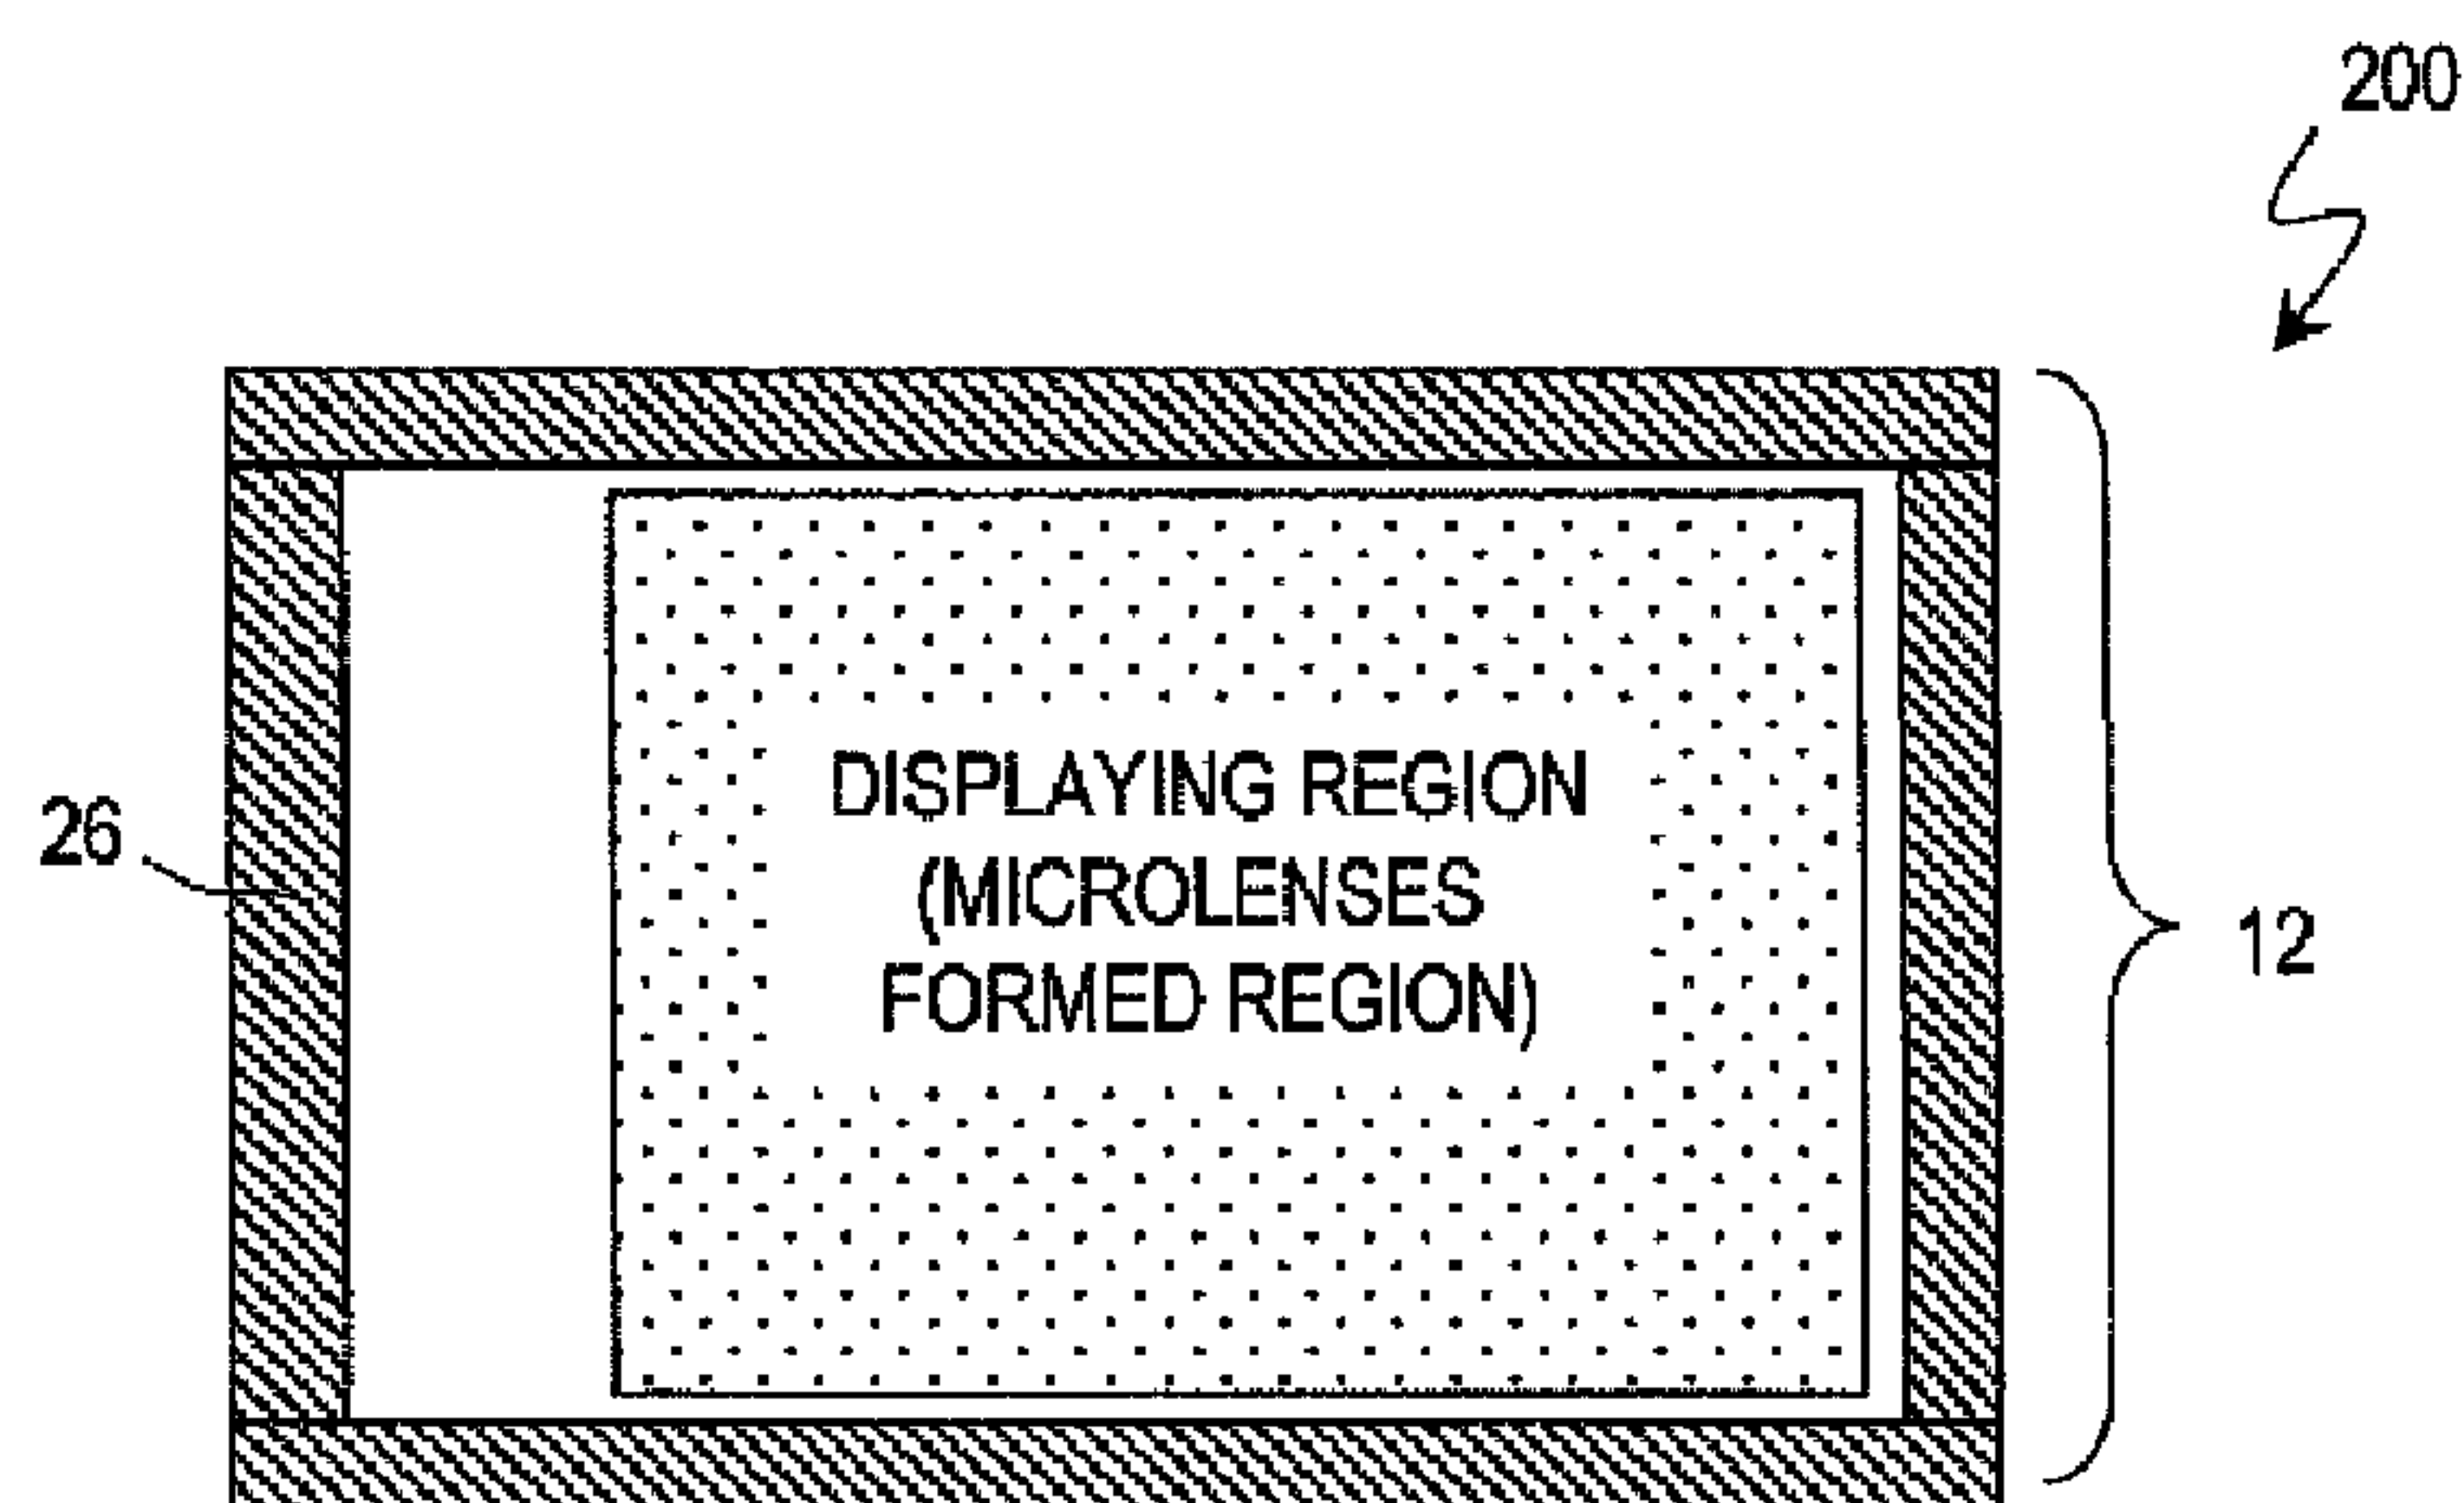 200
DISPLAYING REGION
(MICROLENSES
FORMED REGION)
26
12